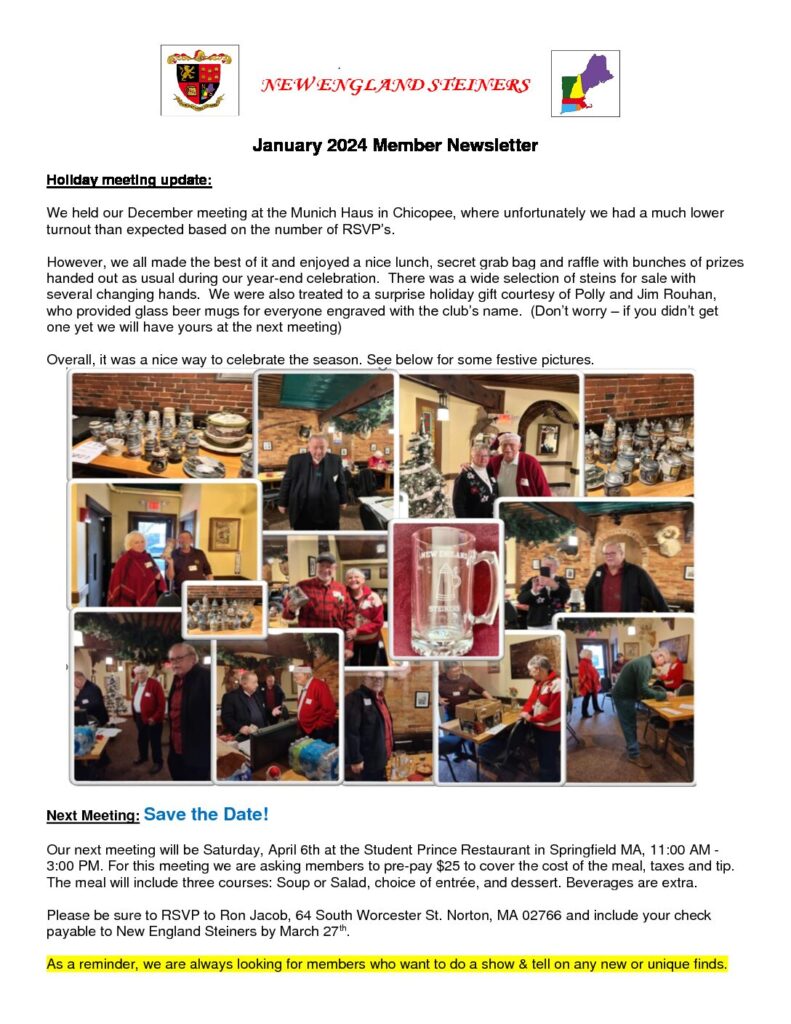 NEW ENGLAND STEINERS
January 2024 Member Newsletter
Holiday meeting update:
We held our December meeting at the Munich Haus in Chicopee, where unfortunately we had a much lower
turnout than expected based on the number of RSVP's.
However, we all made the best of it and enjoyed a nice lunch, secret grab bag and raffle with bunches of prizes
handed out as usual during our year-end celebration.  There was a wide selection of steins for sale with
several changing hands.  We were also treated to a surprise holiday gift courtesy of Polly and Jim Rouhan,
who provided glass beer mugs for everyone engraved with the club's name.  (Don't worry – if you didn't get
one yet we will have yours at the next meeting)
Overall, it was a nice way to celebrate the season. See below for some festive pictures.
NEW ENGLAND
STEINERS
Next Meeting: Save the Date!
Our next meeting will be Saturday, April 6th at the Student Prince Restaurant in Springfield MA, 11:00 AM -
3:00 PM. For this meeting we are asking members to pre-pay $25 to cover the cost of the meal, taxes and tip.
The meal will include three courses: Soup or Salad, choice of entrée, and dessert. Beverages are extra.
Please be sure to RSVP to Ron Jacob, 64 South Worcester St. Norton, MA 02766 and include your check
payable to New England Steiners by March 27th.
As a reminder, we are always looking for members who want to do a show & tell on any new or unique finds.